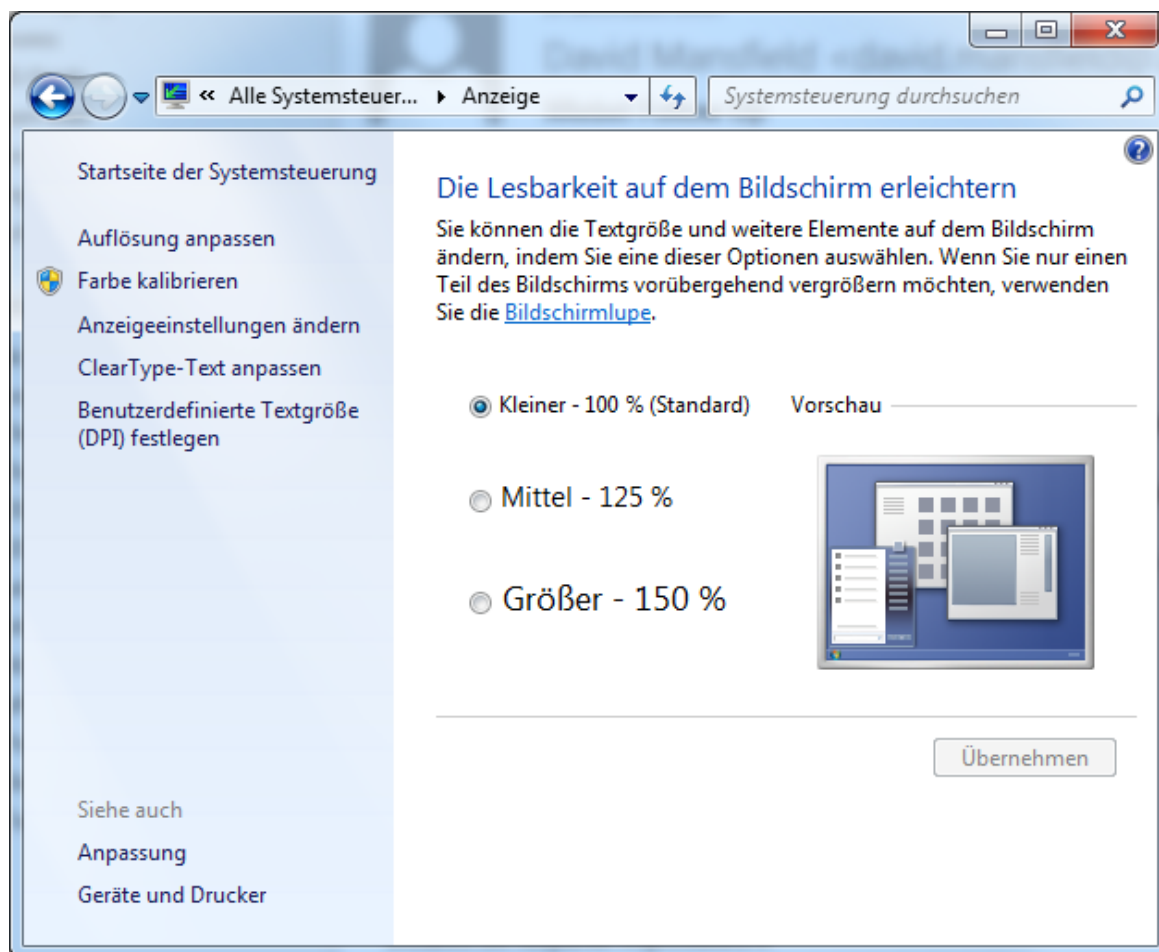 David Mansfield
« Alle Systemsteuer... ▸ Anzeige
Systemsteuerung durchsuchen
Startseite der Systemsteuerung
Auflösung anpassen
Farbe kalibrieren
Anzeigeeinstellungen ändern
ClearType-Text anpassen
Benutzerdefinierte Textgröße
(DPI) festlegen
Siehe auch
Anpassung
Geräte und Drucker
Die Lesbarkeit auf dem Bildschirm erleichtern
Sie können die Textgröße und weitere Elemente auf dem Bildschirm
ändern, indem Sie eine dieser Optionen auswählen. Wenn Sie nur einen
Teil des Bildschirms vorübergehend vergrößern möchten, verwenden
Sie die Bildschirmlupe.
Kleiner - 100 % (Standard)
Vorschau
Mittel - 125 %
Größer - 150 %
Übernehmen